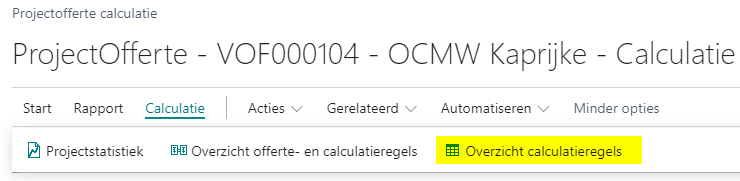 Projectofferte calculatie
ProjectOfferte - VOF000104 - OCMW Kaprijke - Calculatie
Start Rapport Calculatie Acties Gerelateerd Automatiseren Minder opties
Projectstatistiek Overzicht offerte- en calculatieregels Overzicht calculatieregels